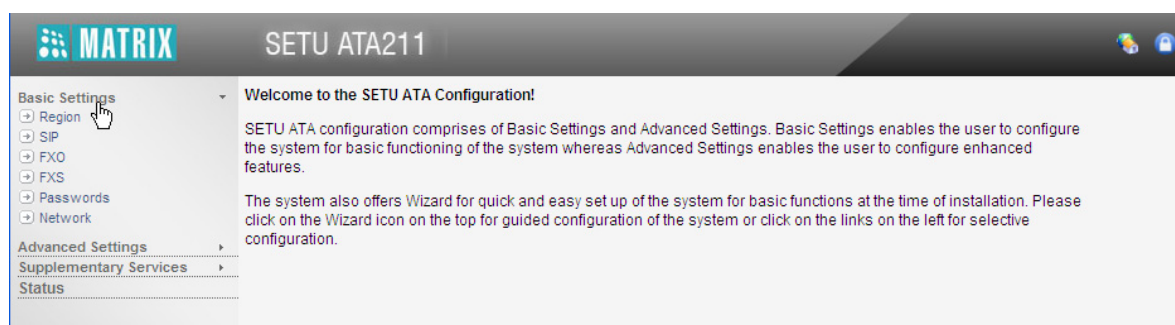 MATRIX
SETU ATA211
Basic Settings
Region
SIP
FXO
FXS
Passwords
Network
Advanced Settings
Supplementary Services
Status
Welcome to the SETU ATA Configuration!
SETU ATA configuration comprises of Basic Settings and Advanced Settings. Basic Settings enables the user to configure
the system for basic functioning of the system whereas Advanced Settings enables the user to configure enhanced
features.
The system also offers Wizard for quick and easy set up of the system for basic functions at the time of installation. Please
click on the Wizard icon on the top for guided configuration of the system or click on the links on the left for selective
configuration.